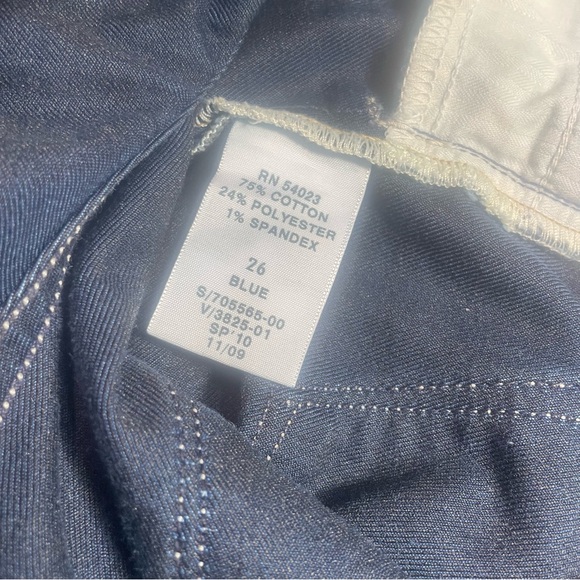 RN 54023
75% COTTON
24% POLYESTER
1% SPANDEX
26
BLUE
S/705565-00
V/3825-01
SP'10
11/09